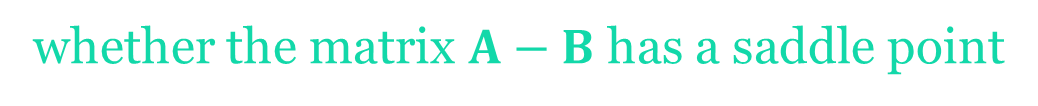 whether the matrix A − B has a saddle point